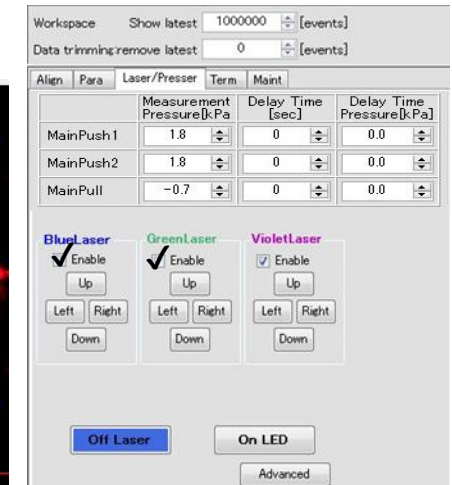 Workspace Show latest 1000000 [events]
Data trimming:remove latest 0 [events]
Align Para Laser/Presser Term Maint
Measurement Pressure[kPa Delay Time [sec] Delay Time Pressure[kPa]
MainPush1 1.8 0 0.0
MainPush2 1.8 0 0.0
MainPull -0.7 0 0.0
BlueLaser GreenLaser VioletLaser
Enable Enable Enable
Up Up Up
Left Right Left Right Left Right
Down Down Down
Off Laser On LED
Advanced